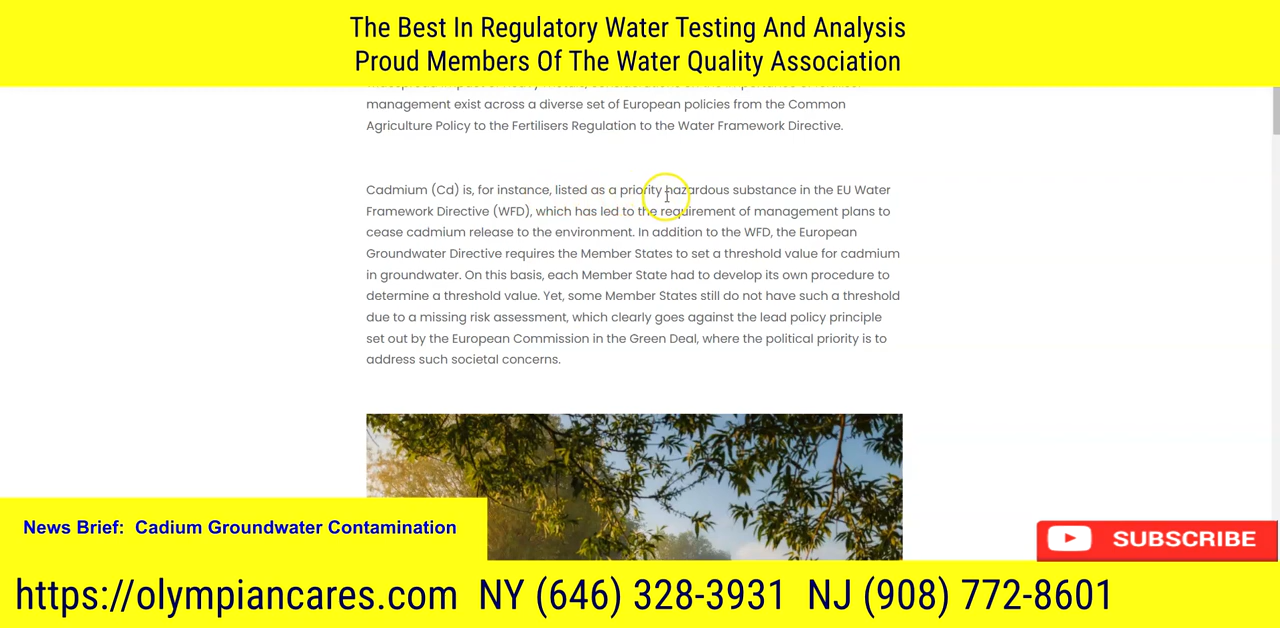 The Best In Regulatory Water Testing And Analysis
Proud Members Of The Water Quality Association
management exist across a diverse set of European policies from the Common
Agriculture Policy to the Fertilisers Regulation to the Water Framework Directive.
Cadmium (Cd) is, for instance, listed as a priority hazardous substance in the EU Water
Framework Directive (WFD), which has led to the requirement of management plans to
cease cadmium release to the environment. In addition to the WFD, the European
Groundwater Directive requires the Member States to set a threshold value for cadmium
in groundwater. On this basis, each Member State had to develop its own procedure to
determine a threshold value. Yet, some Member States still do not have such a threshold
due to a missing risk assessment, which clearly goes against the lead policy principle
set out by the European Commission in the Green Deal, where the political priority is to
address such societal concerns.
News Brief: Cadium Groundwater Contamination
SUBSCRIBE
https://olympiancares.com NY (646) 328-3931 NJ (908) 772-8601